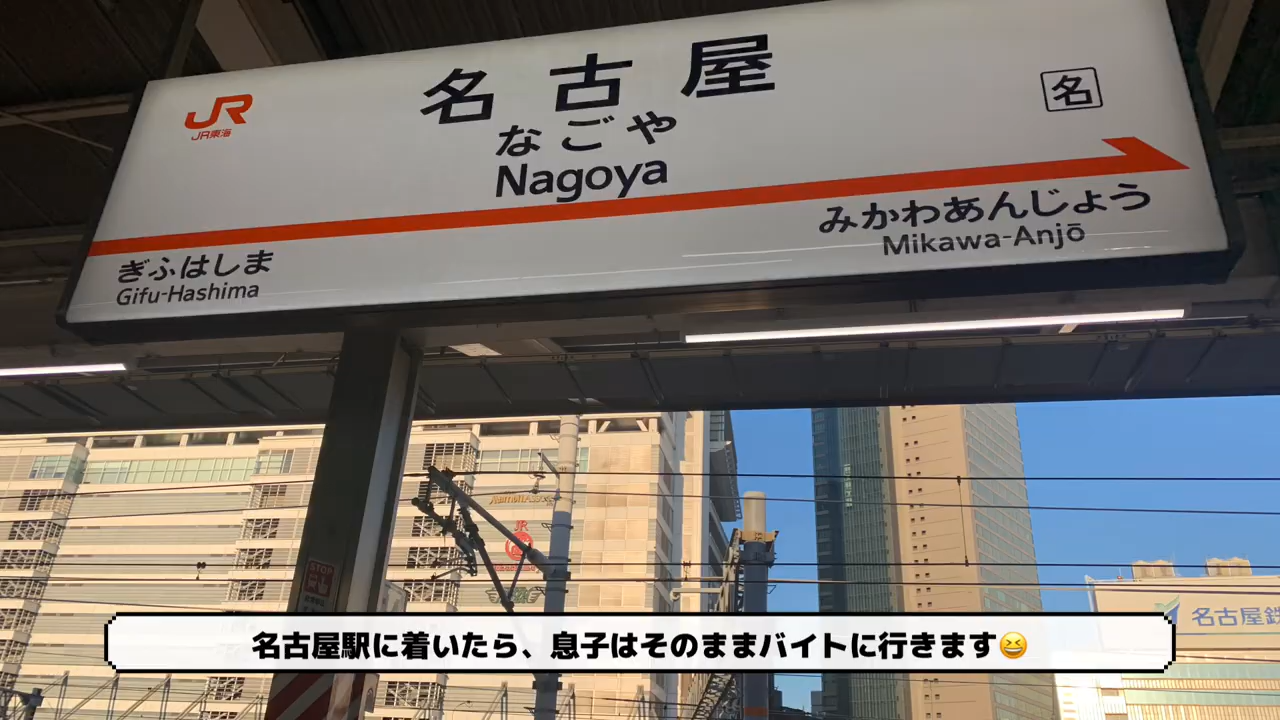 JR
JR東海
名古屋
名
なごや
Nagoya
ぎふはしま
Gifu-Hashima
みかわあんじょう
Mikawa-Anjō
JR
STOP
名古屋鉄
名古屋駅に着いたら、息子はそのままバイトに行きます😆